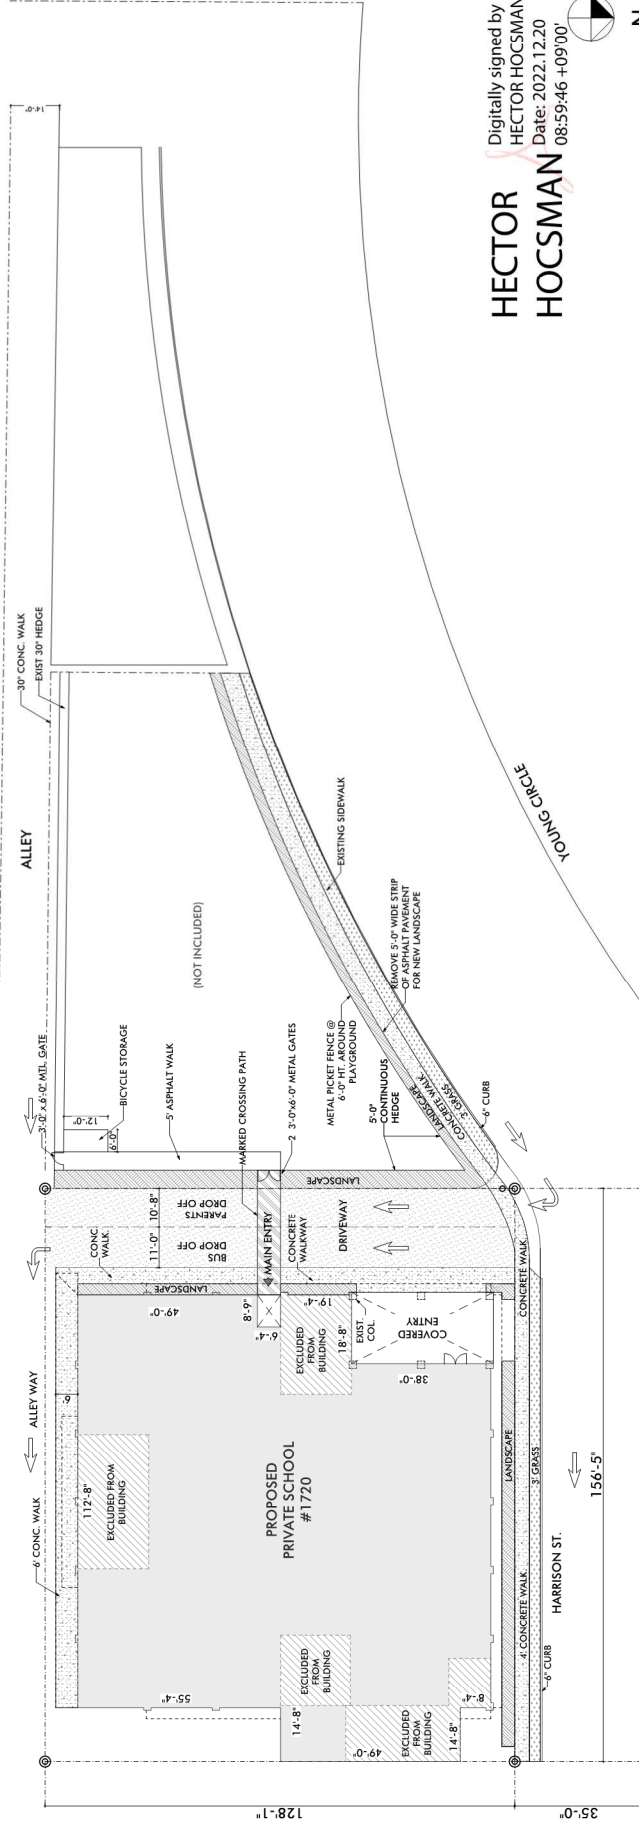 HECTOR
HOCSMAN
Digitally signed by
HECTOR HOCSMAN
Date: 2022.12.20
08:59:46 +09'00'
N
14'-0"
30" CONC. WALK
EXIST 30" HEDGE
ALLEY
(NOT INCLUDED)
YOUNG CIRCLE
EXISTING SIDEWALK
REMOVE 5'-0" WIDE STRIP
OF ASPHALT PAVEMENT
FOR NEW LANDSCAPE
METAL PICKET FENCE @
6'-0" HT. AROUND
PLAYGROUND
5'-0"
CONTINUOUS
HEDGE
LANDSCAPE
CONCRETE WALK
3' GRASS
6" CURB
3'-0" x 6'-0" MTL. GATE
12'-0"
6'-0"
BICYCLE STORAGE
5' ASPHALT WALK
MARKED CROSSING PATH
2 3'-0"x6'-0" METAL GATES
LANDSCAPE
10'-8"
PARENTS
DROP OFF
11'-0"
BUS
DROP OFF
MAIN ENTRY
DRIVEWAY
CONC.
WALK.
CONCRETE
WALKWAY
LANDSCAPE
49'-0"
8'-9"
6'-4"
19'-4"
18'-8"
EXCLUDED
FROM
BUILDING
EXIST.
COL.
COVERED
ENTRY
38'-0"
CONCRETE WALK
ALLEY WAY
6'
6' CONC. WALK
112'-8"
EXCLUDED FROM
BUILDING
PROPOSED
PRIVATE SCHOOL
#1720
LANDSCAPE
3' GRASS
4' CONCRETE WALK
HARRISON ST.
6" CURB
156'-5"
55'-4"
EXCLUDED
FROM
BUILDING
14'-8"
49'-0"
EXCLUDED
FROM
BUILDING
8'-4"
14'-8"
128'-1"
35'-0"